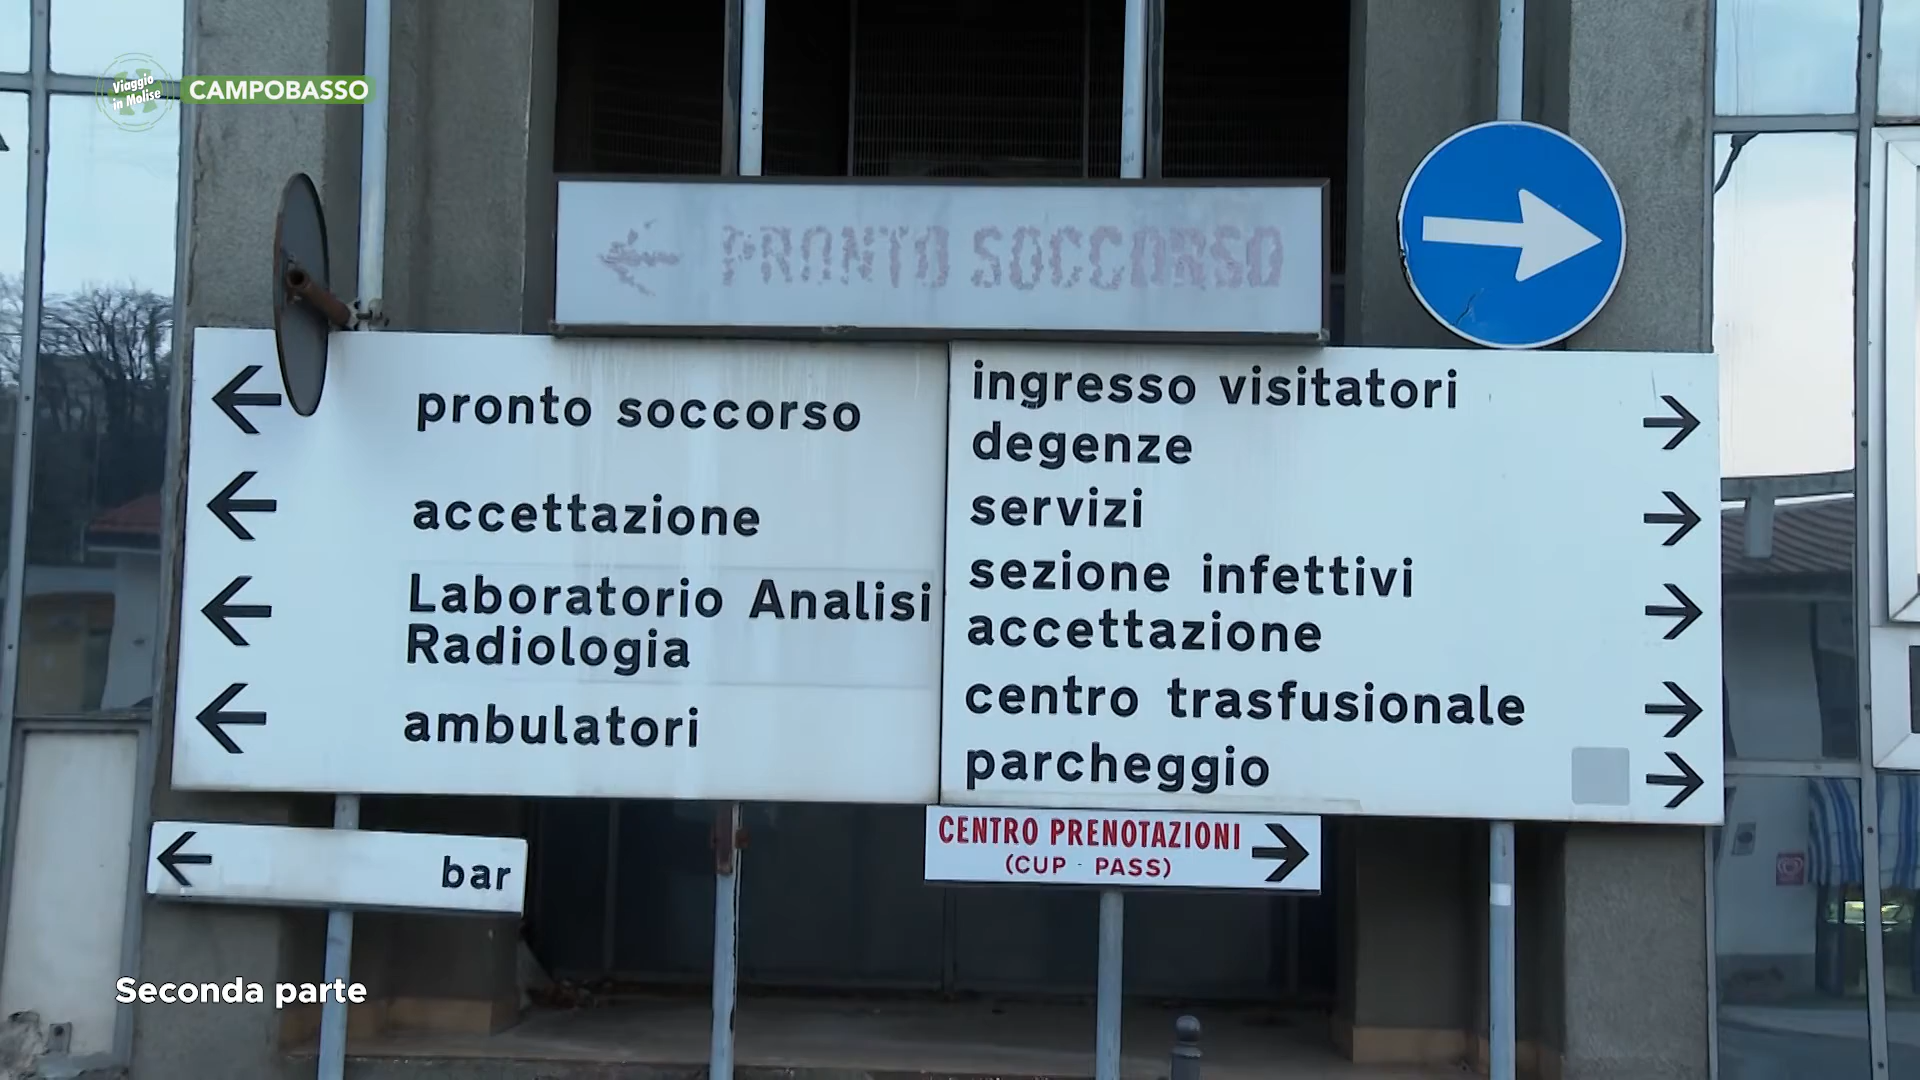 Viaggio
in Molise
CAMPOBASSO
PRONTO SOCCORSO
pronto soccorso
accettazione
Laboratorio Analisi
Radiologia
ambulatori
ingresso visitatori
degenze
servizi
sezione infettivi
accettazione
centro trasfusionale
parcheggio
bar
CENTRO PRENOTAZIONI
(CUP - PASS)
Seconda parte